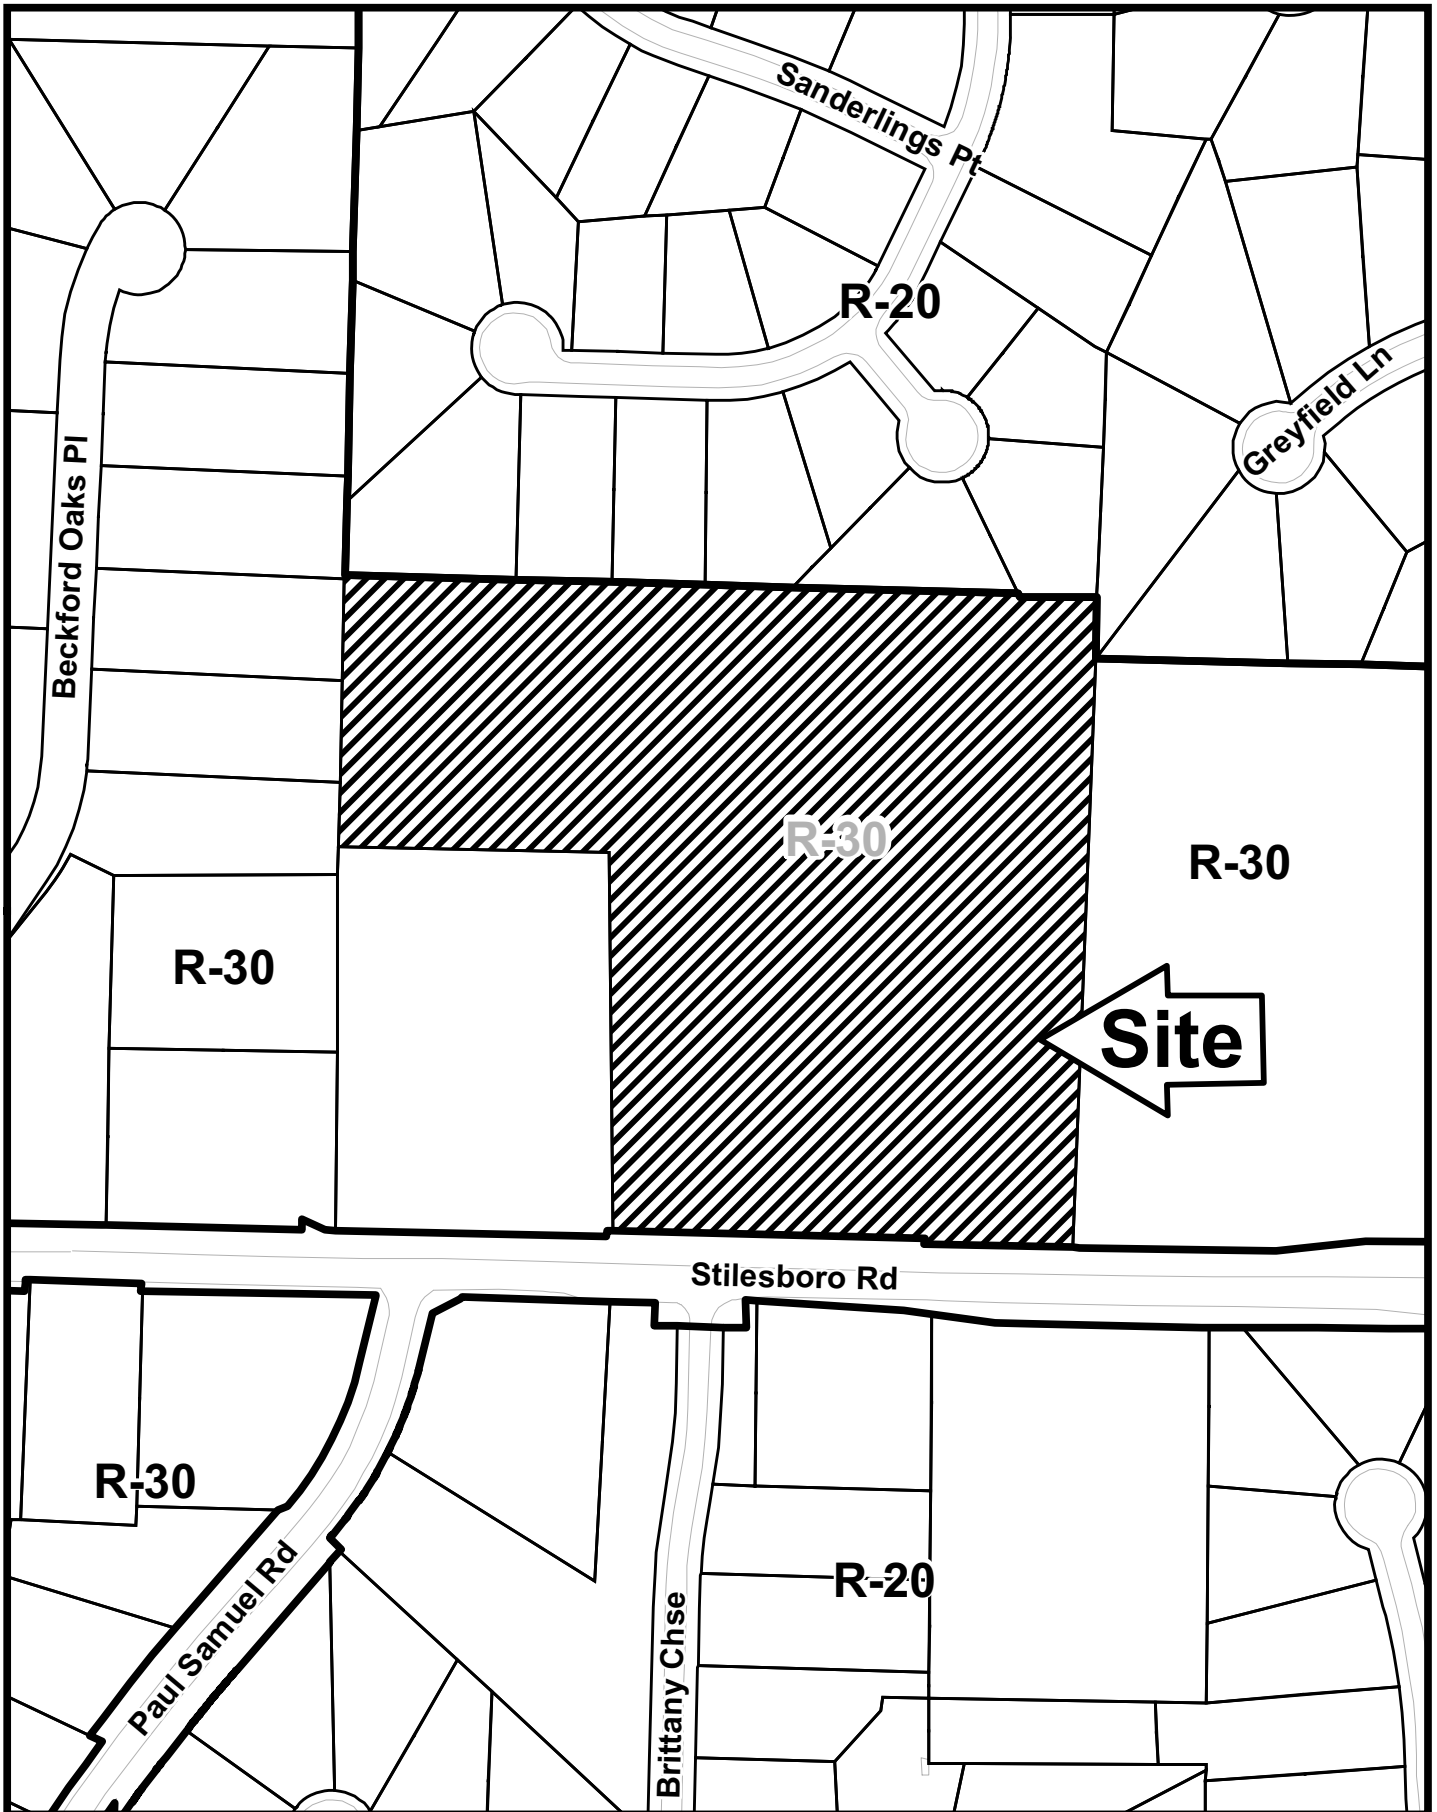 Sanderlings Pt
R-20
Greyfield Ln
Beckford Oaks Pl
R-30
R-30
R-30
Site
Stilesboro Rd
R-30
R-20
Paul Samuel Rd
Brittany Chse